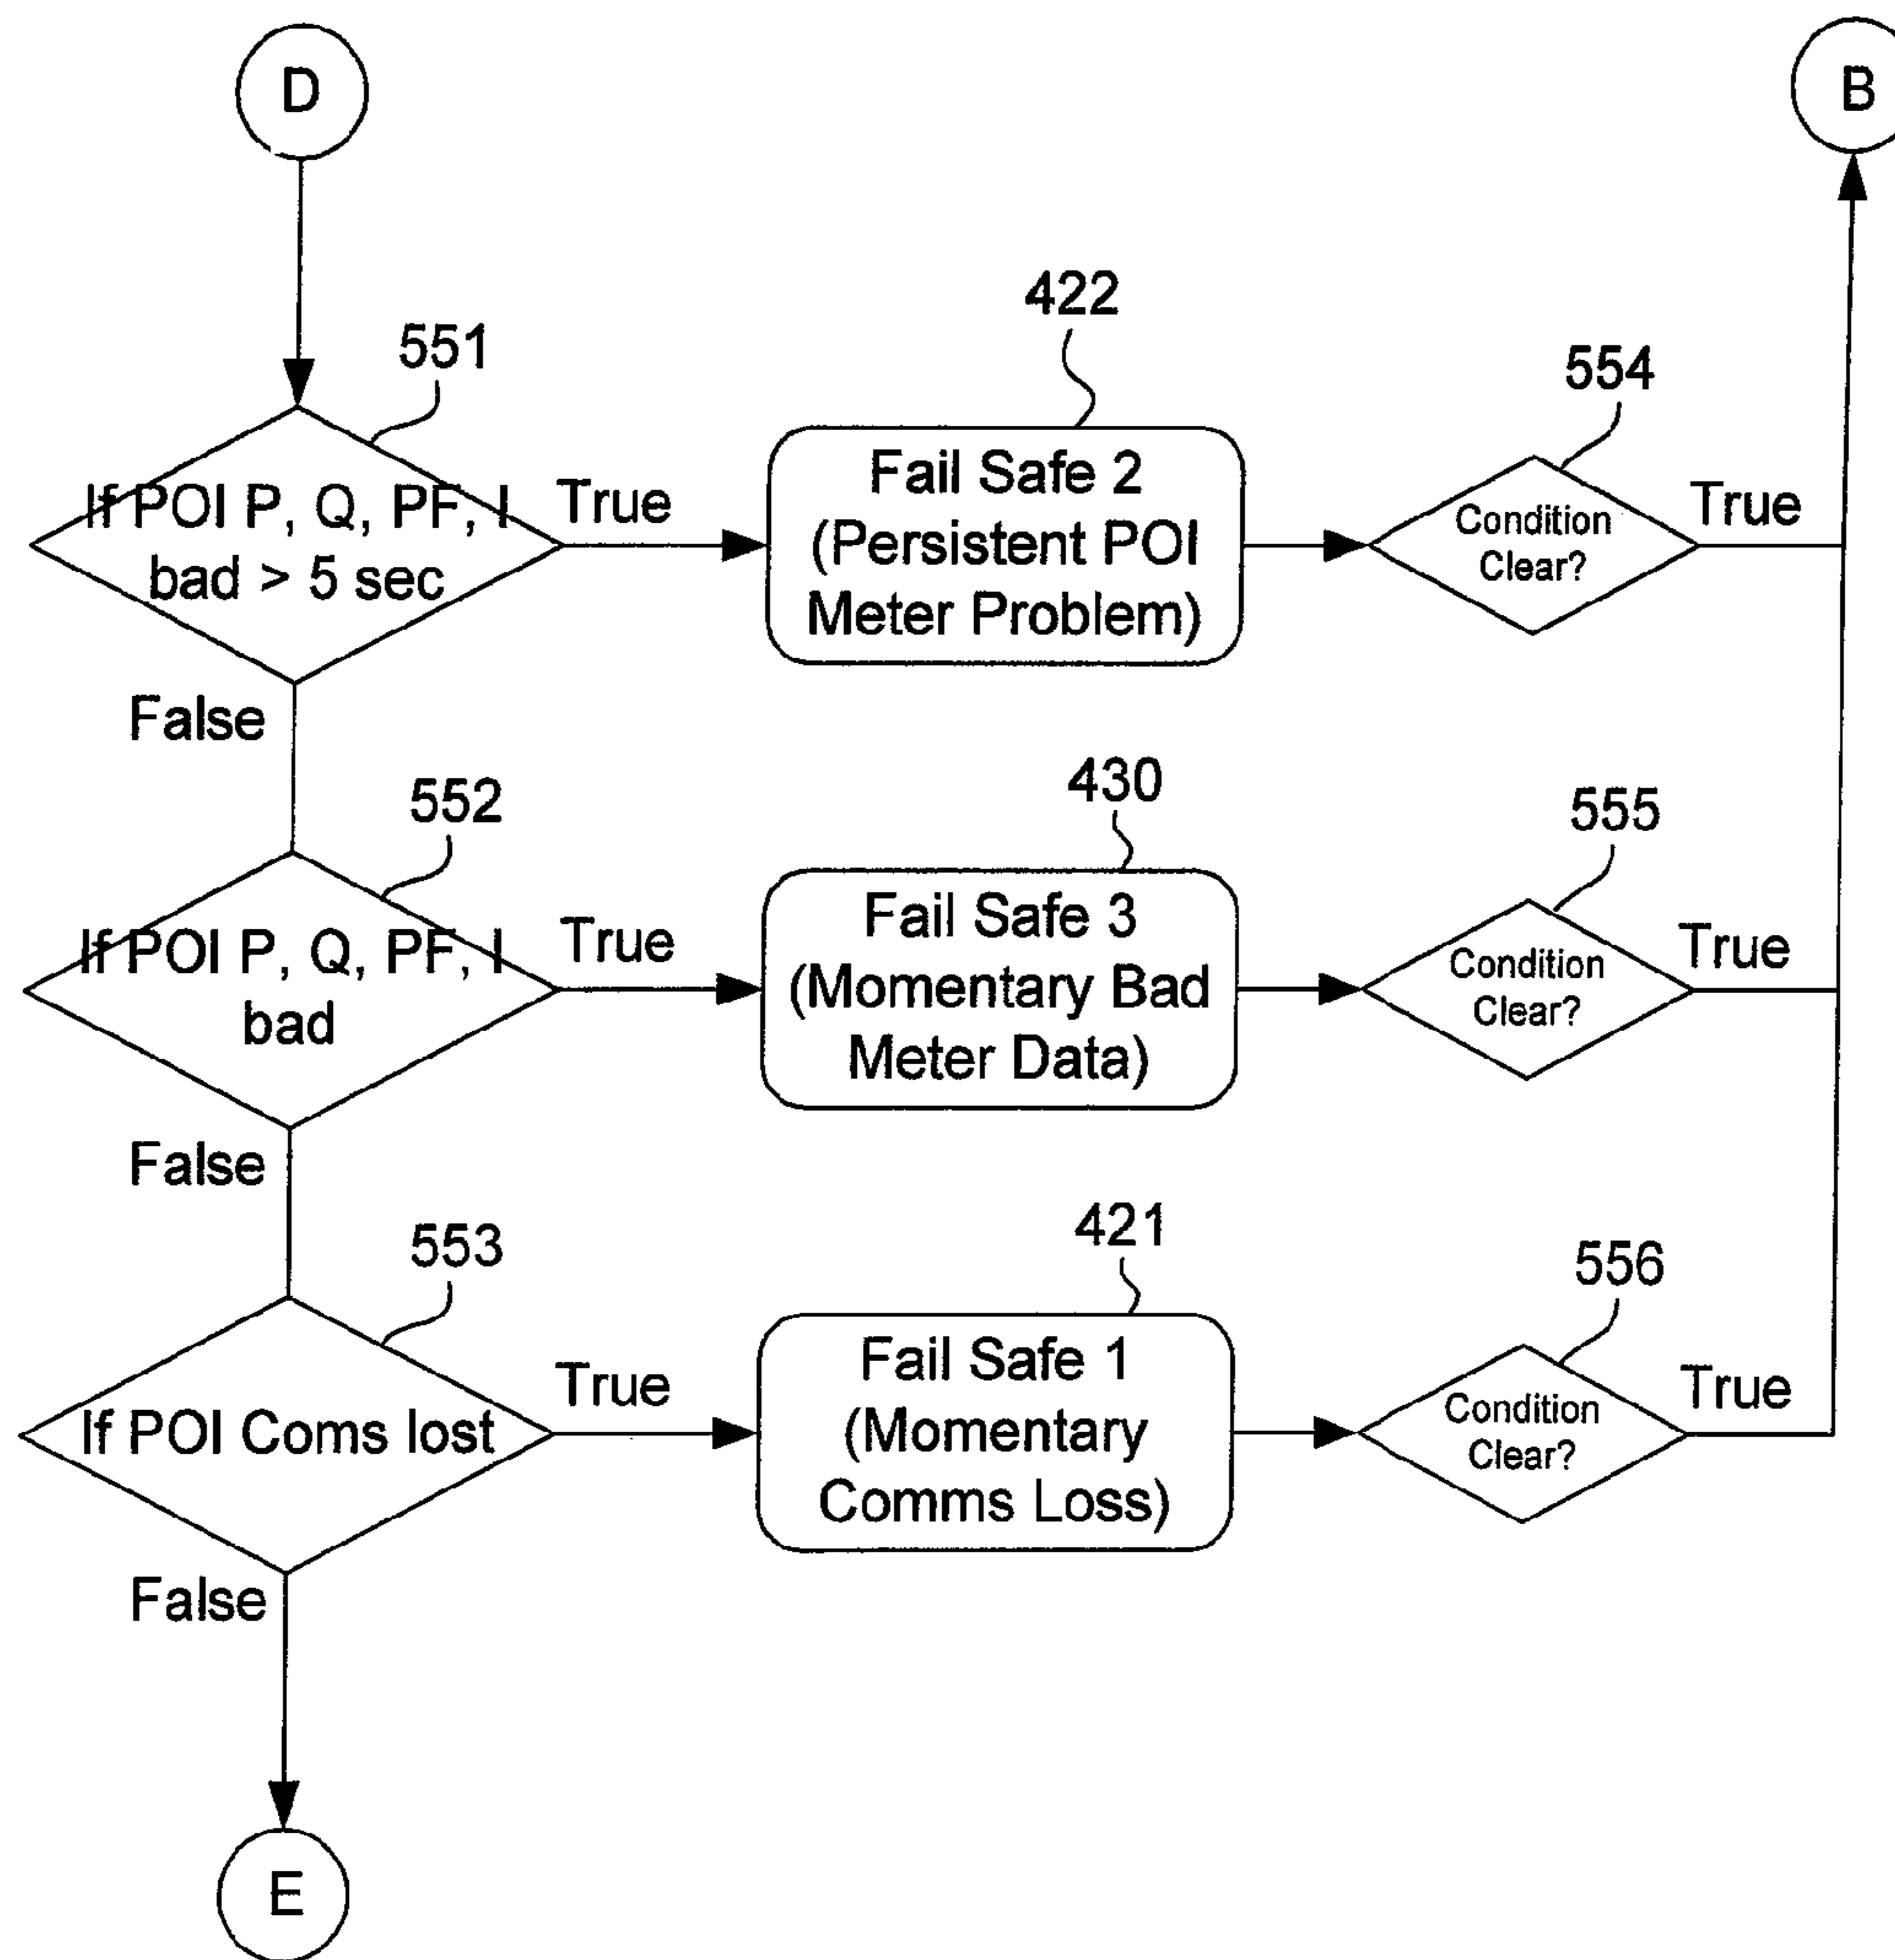 D
B
422
551
554
If POI P, Q, PF, I
bad > 5 sec
True
Fail Safe 2
(Persistent POI
Meter Problem)
Condition
Clear?
True
False
430
552
555
If POI P, Q, PF, I
bad
True
Fail Safe 3
(Momentary Bad
Meter Data)
Condition
Clear?
True
False
421
553
556
If POI Coms lost
True
Fail Safe 1
(Momentary
Comms Loss)
Condition
Clear?
True
False
E